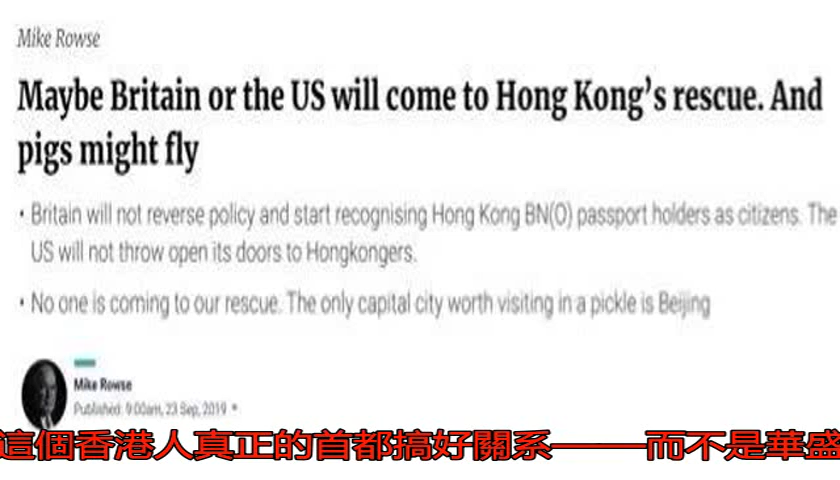 Mike Rowse
Maybe Britain or the US will come to Hong Kong's rescue. And
pigs might fly
• Britain will not reverse policy and start recognising Hong Kong BN(O) passport holders as citizens. The
US will not throw open its doors to Hongkongers.
• No one is coming to our rescue. The only capital city worth visiting in a pickle is Beijing
Mike Rowse
Published: 9:00am, 23 Sep, 2019
這個香港人真正的首都搞好關系———而不是華盛